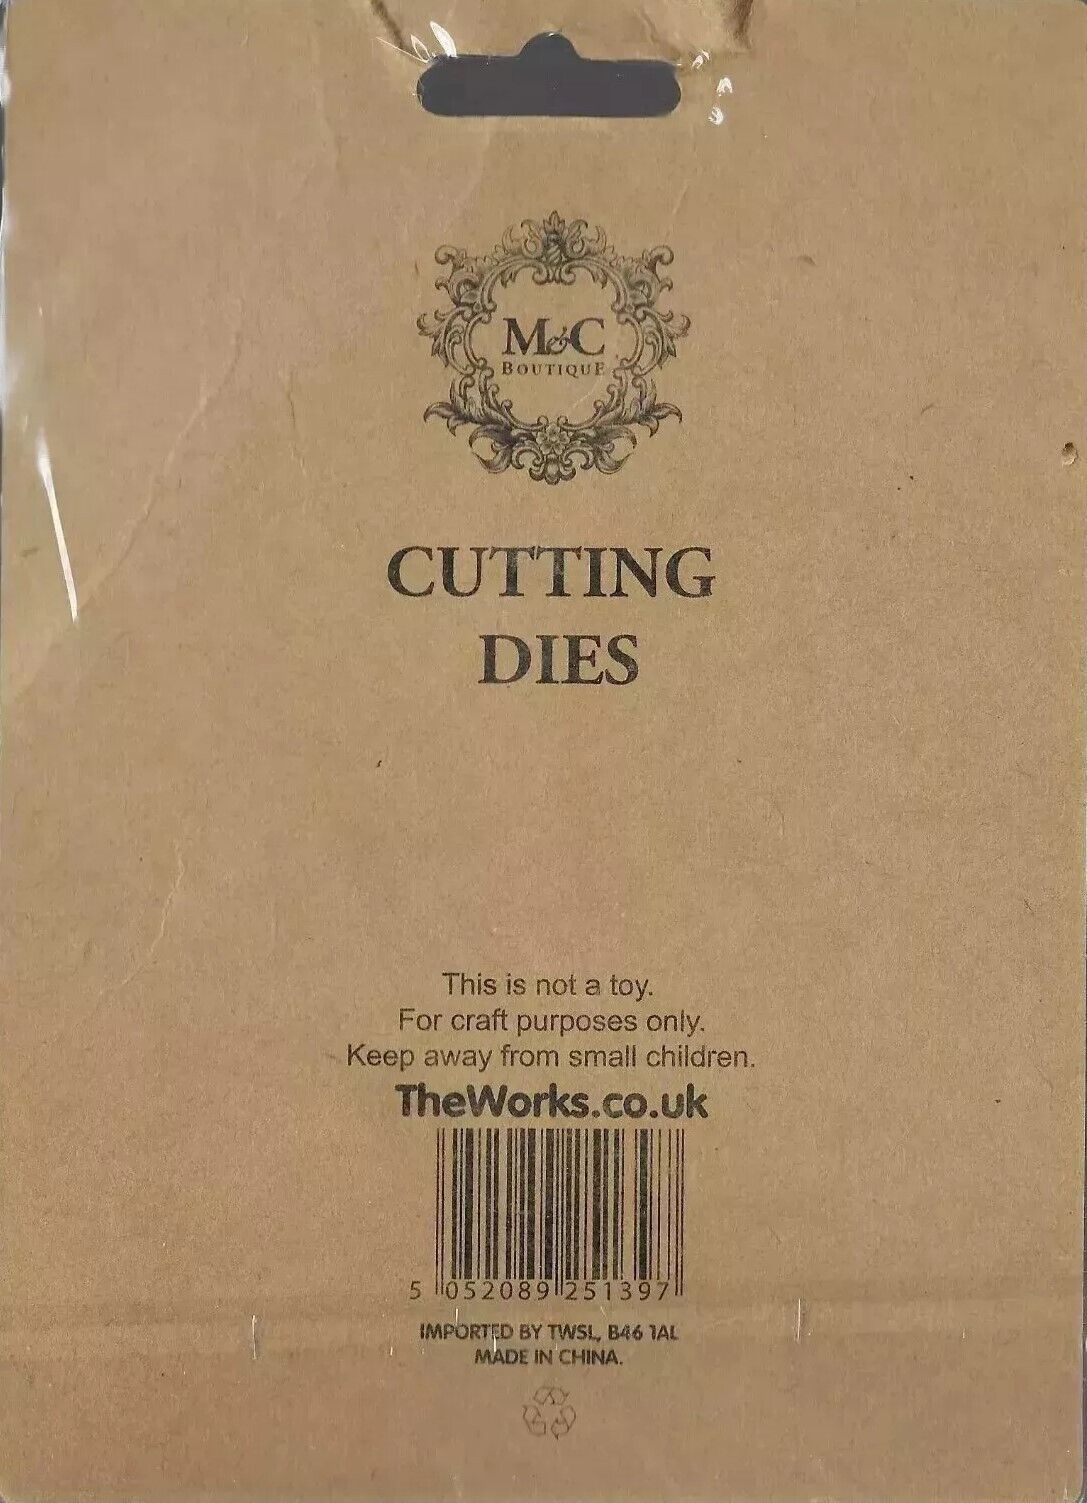 M&C
BOUTIQUE
CUTTING
DIES
This is not a toy.
For craft purposes only.
Keep away from small children.
TheWorks.co.uk
5 052089 251397
IMPORTED BY TWSL, B46 1AL
MADE IN CHINA.